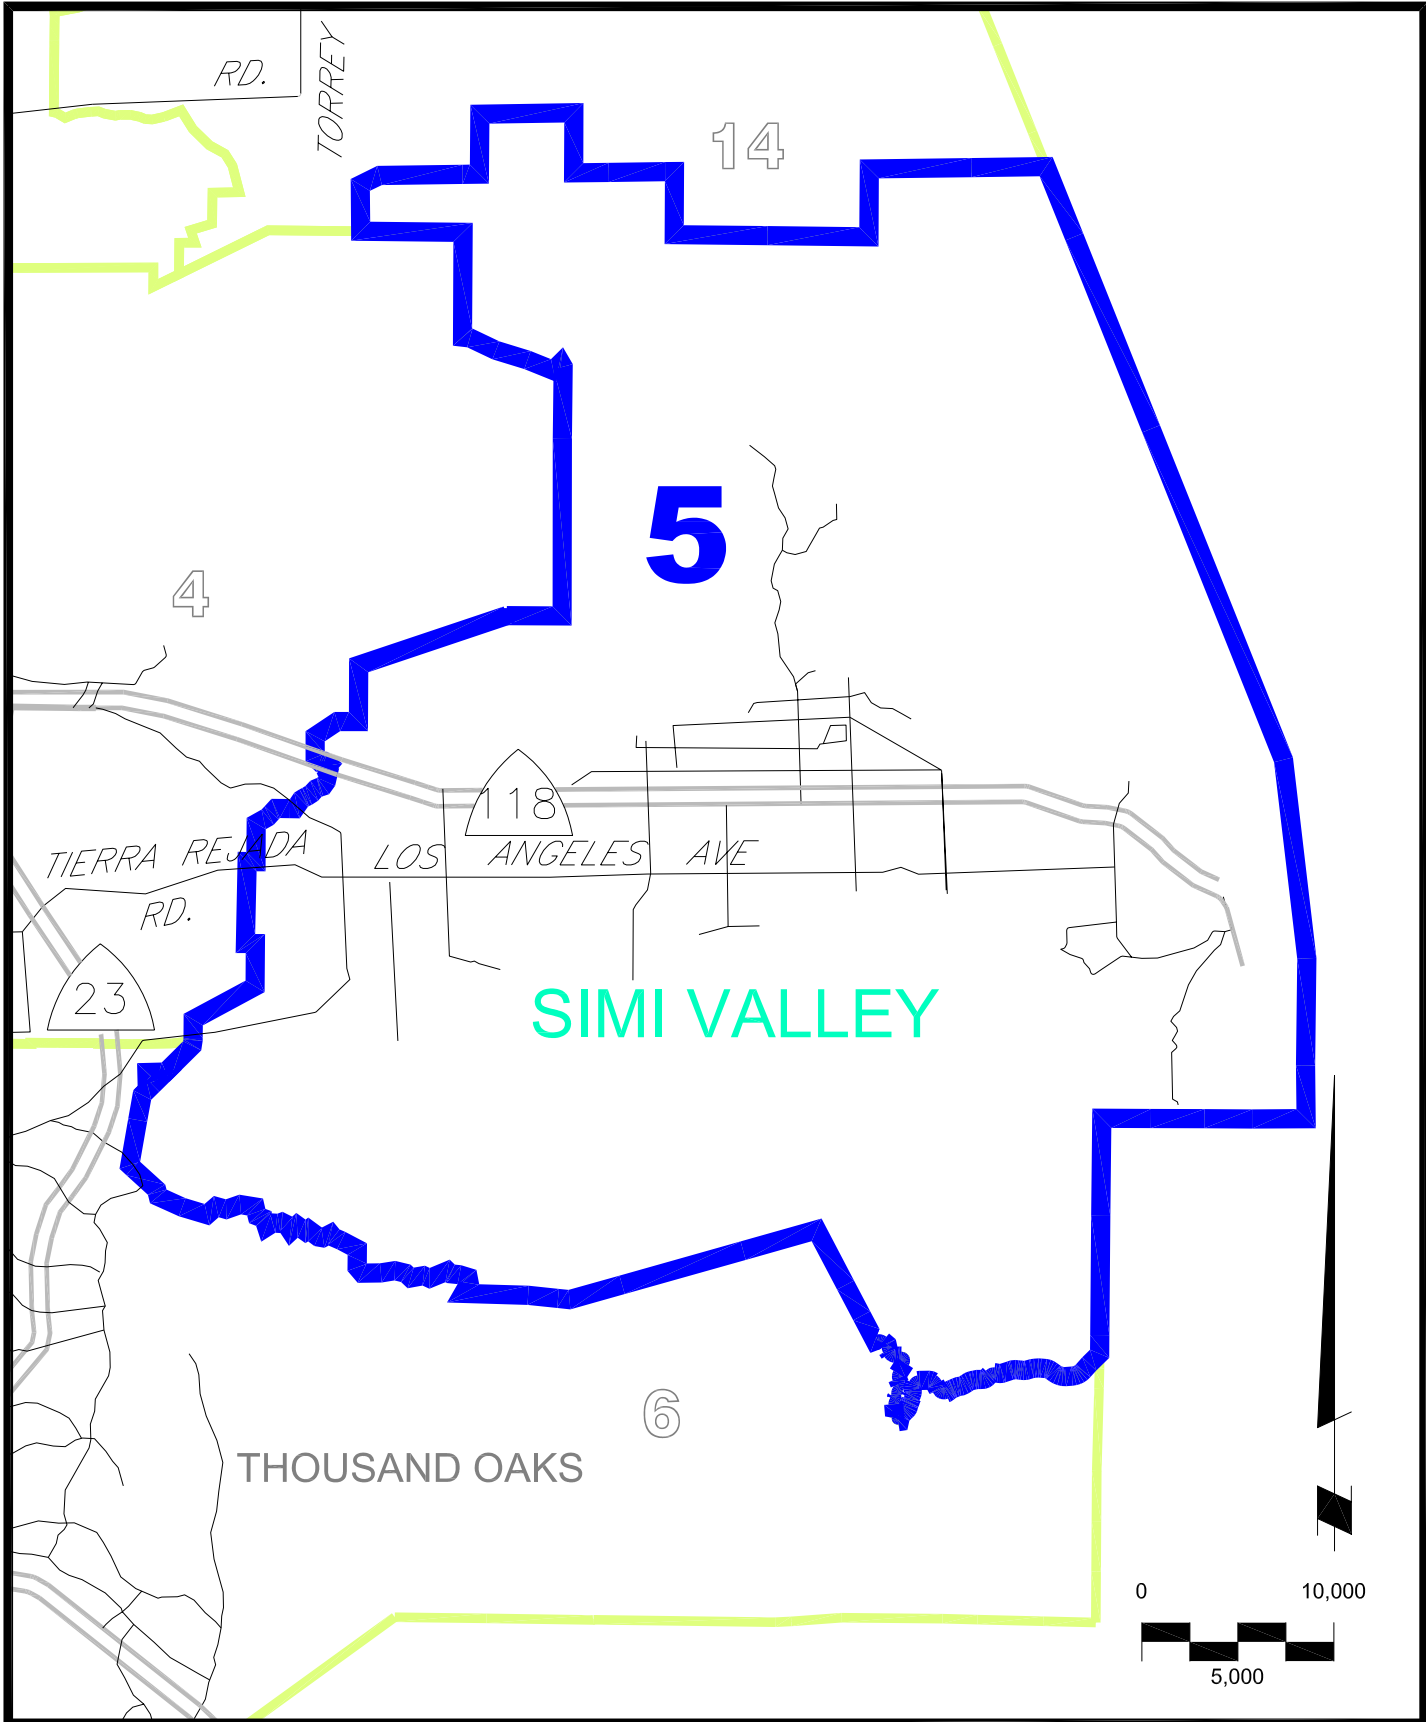 RD.
TORREY
14
5
4
118
TIERRA REJADA
LOS ANGELES AVE
RD.
23
SIMI VALLEY
6
THOUSAND OAKS
0 10,000
5,000